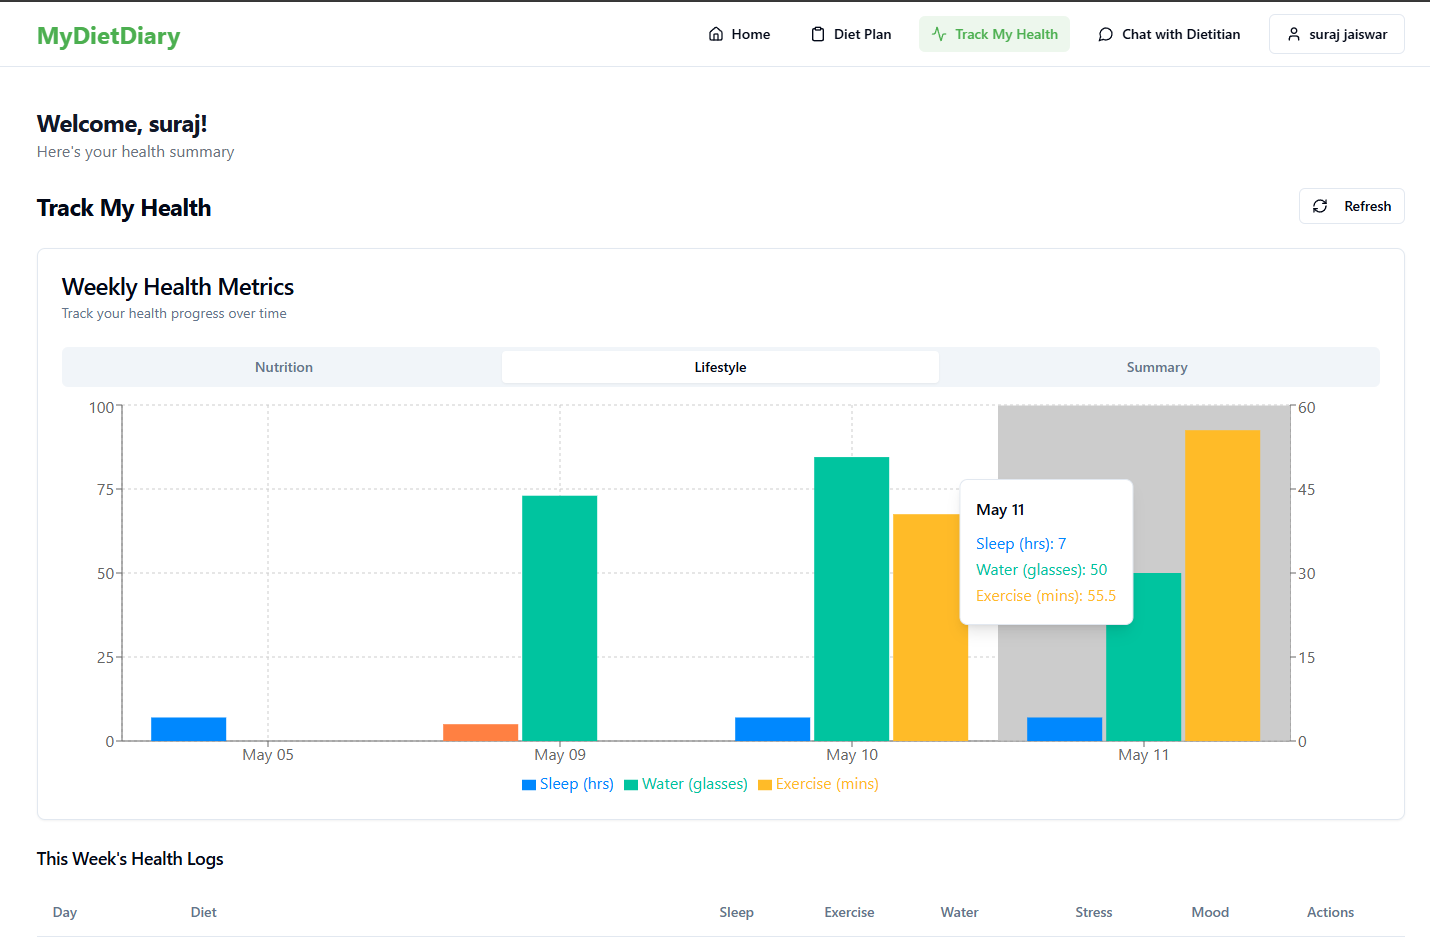 MyDietDiary
Home
Diet Plan
Track My Health
Chat with Dietitian
suraj jaiswar
Welcome, suraj!
Here's your health summary
Track My Health
Refresh
Weekly Health Metrics
Track your health progress over time
Nutrition
Lifestyle
Summary
100
75
50
25
0
60
45
30
15
0
May 11
Sleep (hrs): 7
Water (glasses): 50
Exercise (mins): 55.5
May 05
May 09
May 10
May 11
Sleep (hrs)
Water (glasses)
Exercise (mins)
This Week's Health Logs
Day
Diet
Sleep
Exercise
Water
Stress
Mood
Actions